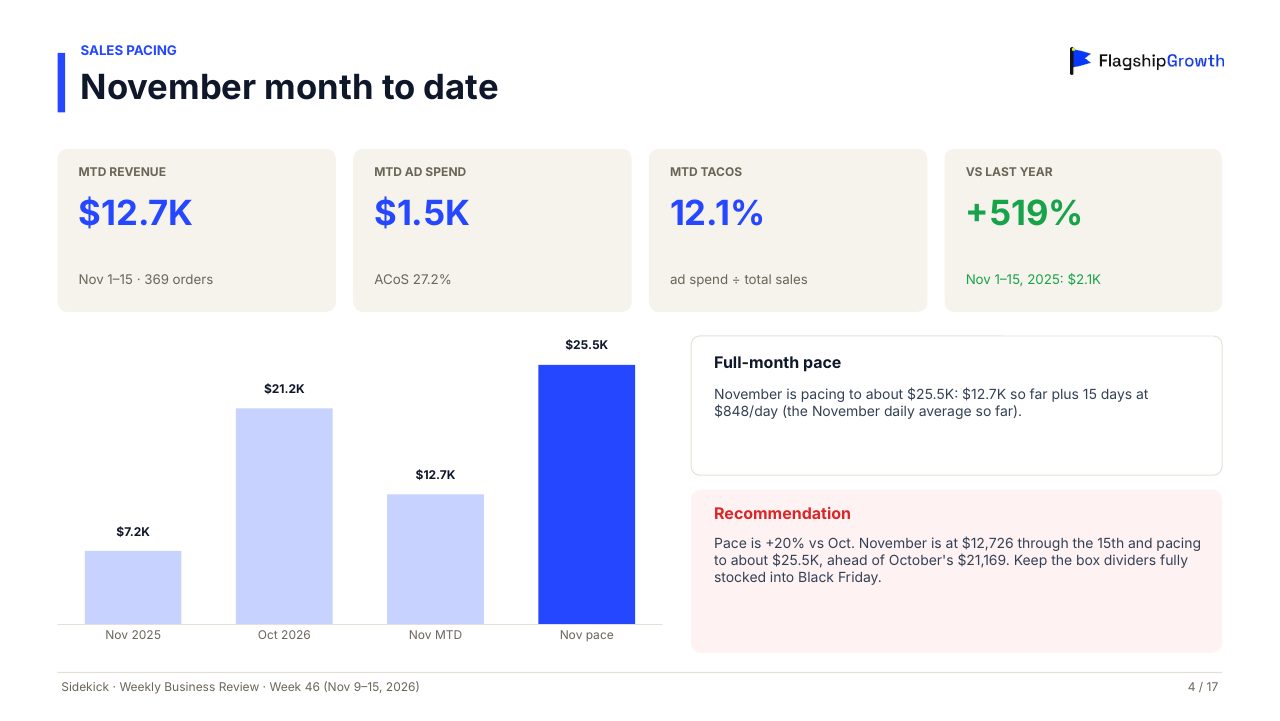 SALES PACING
November month to date
FlagshipGrowth
MTD REVENUE
$12.7K
Nov 1–15 · 369 orders
MTD AD SPEND
$1.5K
ACoS 27.2%
MTD TACOS
12.1%
ad spend ÷ total sales
VS LAST YEAR
+519%
Nov 1–15, 2025: $2.1K
$7.2K
$21.2K
$12.7K
$25.5K
Nov 2025
Oct 2026
Nov MTD
Nov pace
Full-month pace
November is pacing to about $25.5K: $12.7K so far plus 15 days at
$848/day (the November daily average so far).
Recommendation
Pace is +20% vs Oct. November is at $12,726 through the 15th and pacing
to about $25.5K, ahead of October's $21,169. Keep the box dividers fully
stocked into Black Friday.
Sidekick · Weekly Business Review · Week 46 (Nov 9–15, 2026)
4 / 17